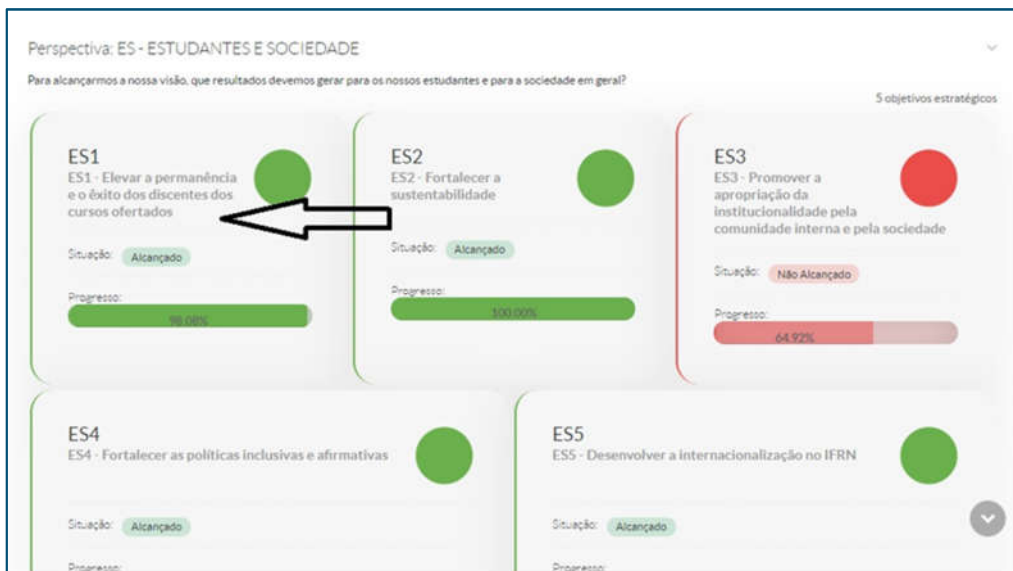 Perspectiva: ES - ESTUDANTES E SOCIEDADE
Para alcançarmos a nossa visão, que resultados devemos gerar para os nossos estudantes e para a sociedade em geral?
5 objetivos estratégicos
ES1
ES1 - Elevar a permanência
e o êxito dos discentes dos
cursos ofertados
Situação: Alcançado
Progresso:
98.08%
ES2
ES2 - Fortalecer a
sustentabilidade
Situação: Alcançado
Progresso:
100.00%
ES3
ES3 - Promover a
apropriação da
institucionalidade pela
comunidade interna e pela sociedade
Situação: Não Alcançado
Progresso:
64.92%
ES4
ES4 - Fortalecer as políticas inclusivas e afirmativas
Situação: Alcançado
Progresso:
ES5
ES5 - Desenvolver a internacionalização no IFRN
Situação: Alcançado
Progresso: